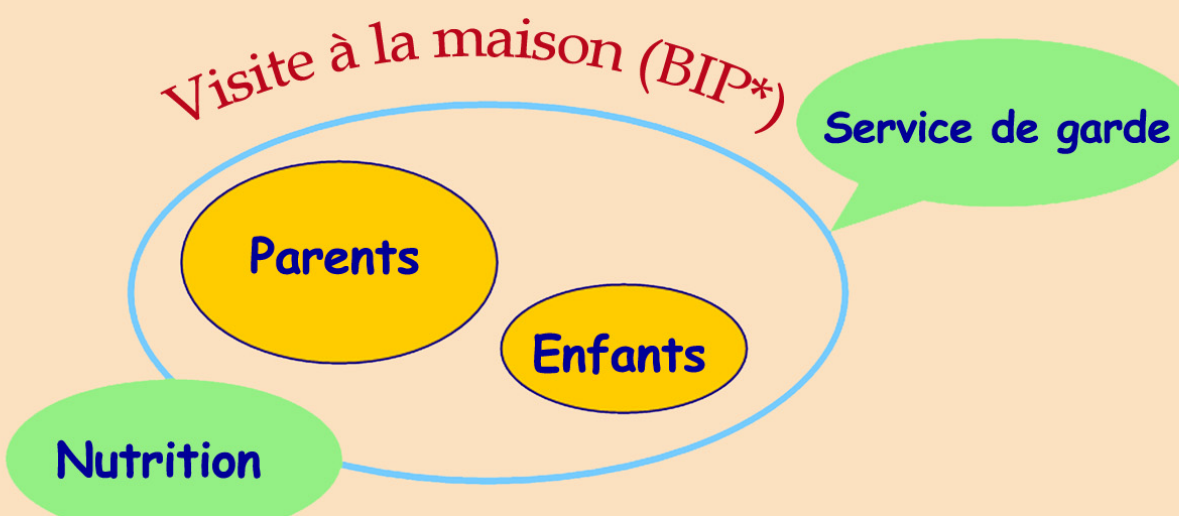 Visite à la maison (BIP*)
Service de garde
Parents
Enfants
Nutrition